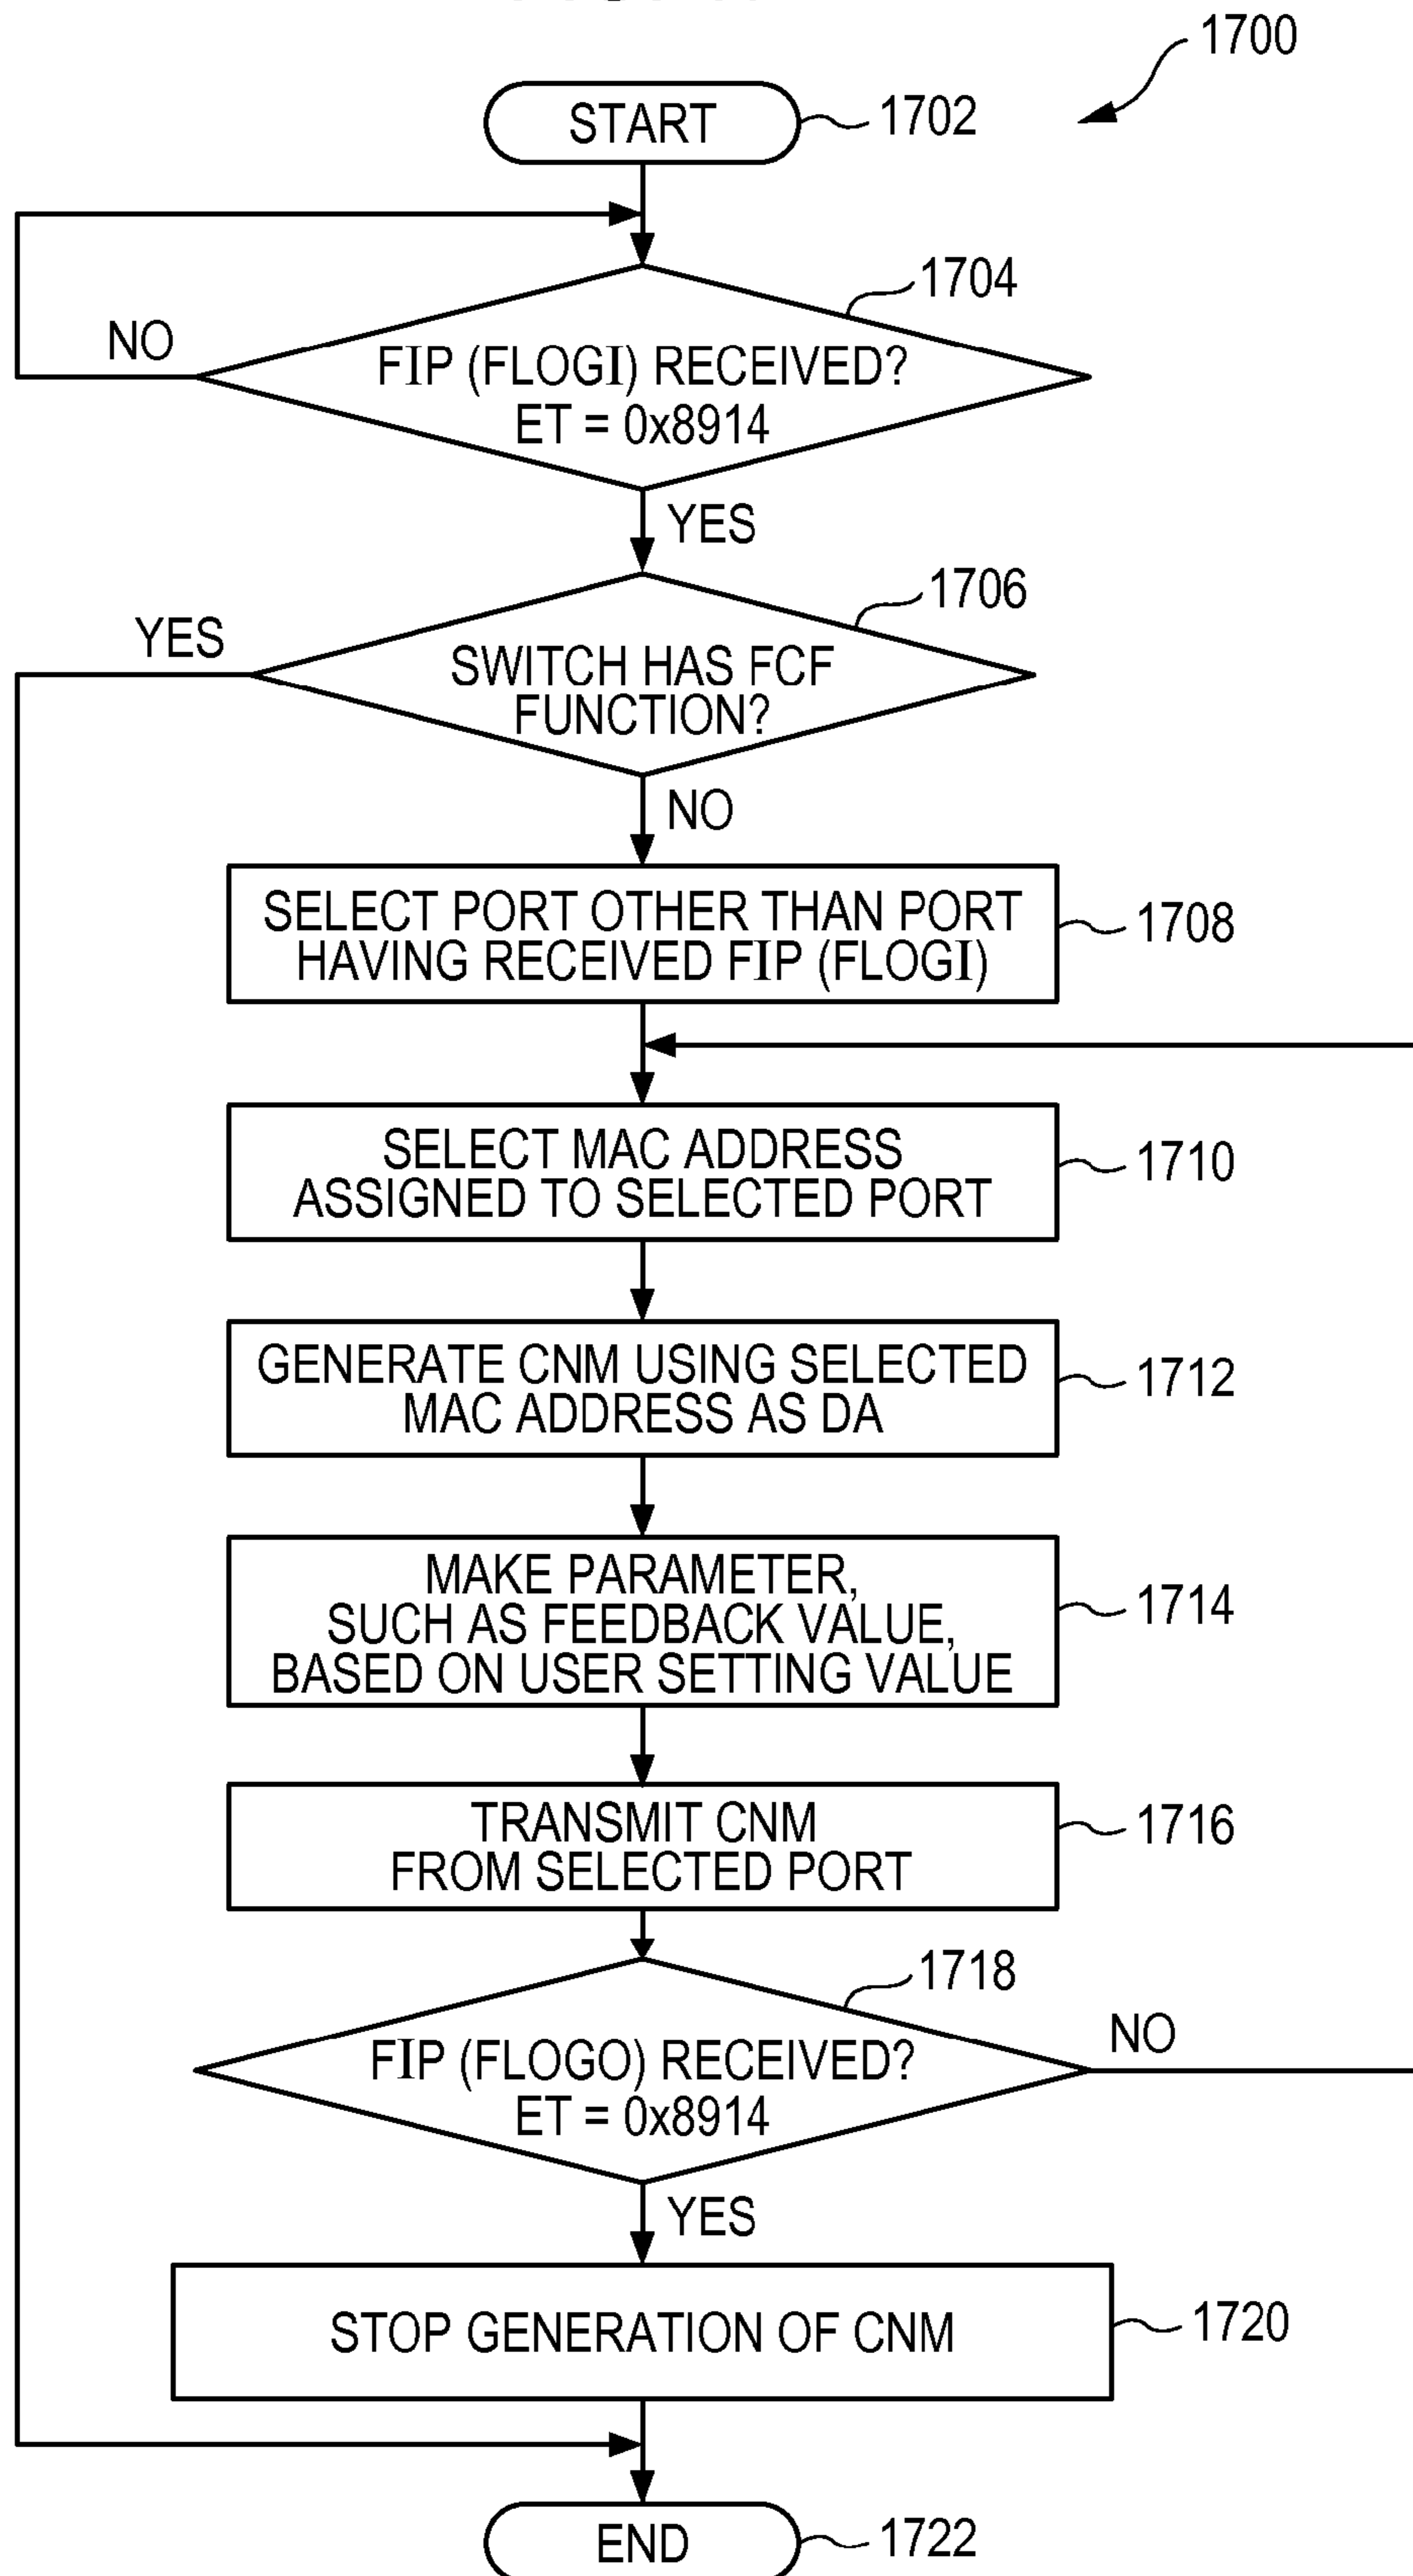 1700
START
1702
1704
NO
FIP (FLOGI) RECEIVED?
ET = 0x8914
YES
1706
YES
SWITCH HAS FCF
FUNCTION?
NO
SELECT PORT OTHER THAN PORT
HAVING RECEIVED FIP (FLOGI)
1708
SELECT MAC ADDRESS
ASSIGNED TO SELECTED PORT
1710
GENERATE CNM USING SELECTED
MAC ADDRESS AS DA
1712
MAKE PARAMETER,
SUCH AS FEEDBACK VALUE,
BASED ON USER SETTING VALUE
1714
TRANSMIT CNM
FROM SELECTED PORT
1716
1718
NO
FIP (FLOGO) RECEIVED?
ET = 0x8914
YES
STOP GENERATION OF CNM
1720
END
1722